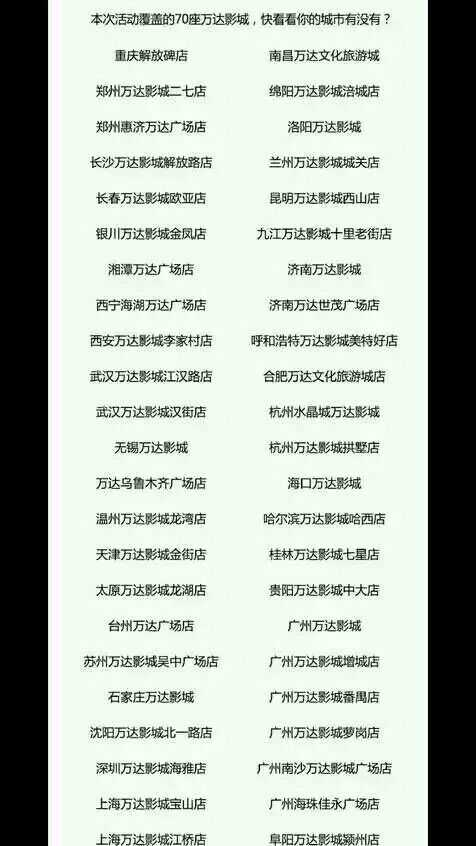 本次活动覆盖的70座万达影城，快看看你的城市有没有？
重庆解放碑店 南昌万达文化旅游城
郑州万达影城二七店 绵阳万达影城涪城店
郑州惠济万达广场店 洛阳万达影城
长沙万达影城解放路店 兰州万达影城城关店
长春万达影城欧亚店 昆明万达影城西山店
银川万达影城金凤店 九江万达影城十里老街店
湘潭万达广场店 济南万达影城
西宁海湖万达广场店 济南万达世茂广场店
西安万达影城李家村店 呼和浩特万达影城美特好店
武汉万达影城江汉路店 合肥万达文化旅游城店
武汉万达影城汉街店 杭州水晶城万达影城
无锡万达影城 杭州万达影城拱墅店
万达乌鲁木齐广场店 海口万达影城
温州万达影城龙湾店 哈尔滨万达影城哈西店
天津万达影城金街店 桂林万达影城七星店
太原万达影城龙湖店 贵阳万达影城中大店
台州万达广场店 广州万达影城
苏州万达影城吴中广场店 广州万达影城增城店
石家庄万达影城 广州万达影城番禺店
沈阳万达影城北一路店 广州万达影城萝岗店
深圳万达影城海雅店 广州南沙万达影城广场店
上海万达影城宝山店 广州海珠佳永广场店
上海万达影城江桥店 阜阳万达影城颍州店